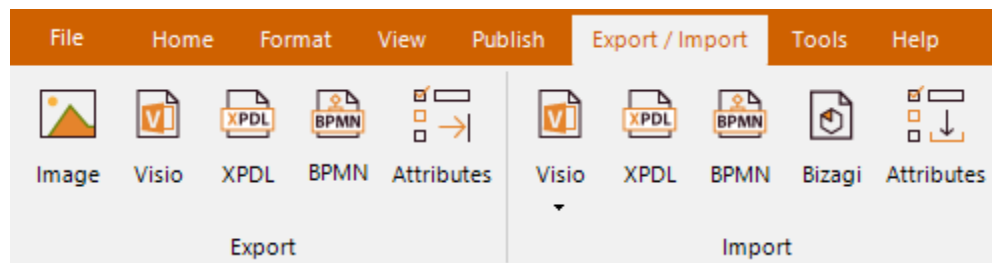 File Home Format View Publish Export / Import Tools Help
V XPDL BPMN V XPDL BPMN
Image Visio XPDL BPMN Attributes Visio XPDL BPMN Bizagi Attributes
Export Import